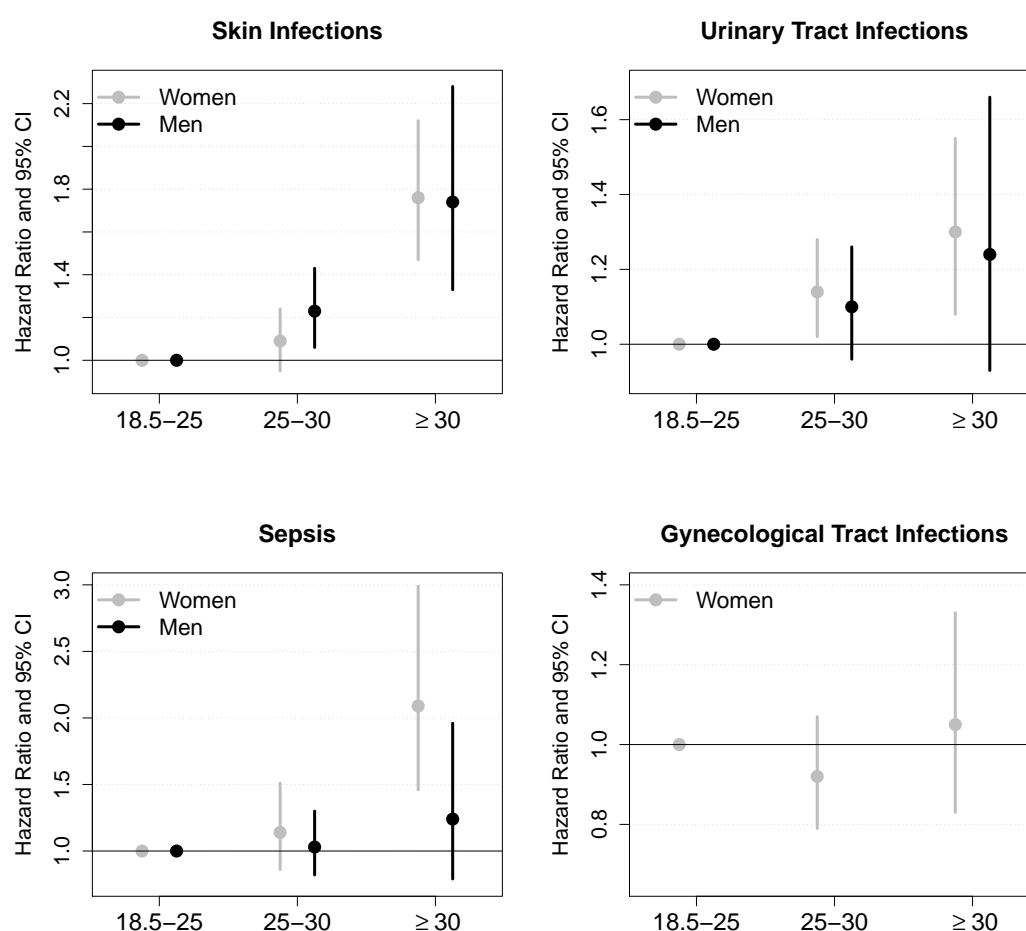 Skin Infections
Hazard Ratio and 95% CI
2.2
1.8
1.4
1.0
Women
Men
18.5–25
25–30
≥ 30
Urinary Tract Infections
Hazard Ratio and 95% CI
1.6
1.4
1.2
1.0
Women
Men
18.5–25
25–30
≥ 30
Sepsis
Hazard Ratio and 95% CI
3.0
2.5
2.0
1.5
1.0
Women
Men
18.5–25
25–30
≥ 30
Gynecological Tract Infections
Hazard Ratio and 95% CI
1.4
1.2
1.0
0.8
Women
18.5–25
25–30
≥ 30